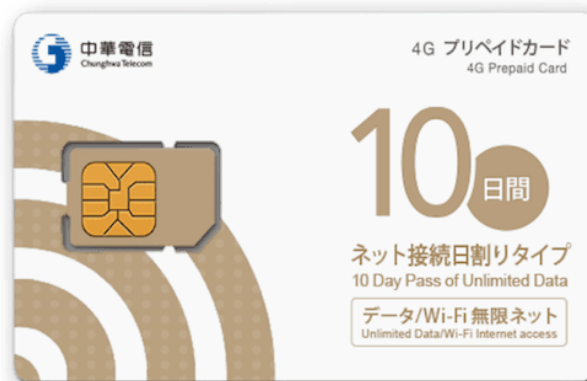 中華電信
Chunghwa Telecom
4G プリペイドカード
4G Prepaid Card
10 日間
ネット接続日割りタイプ
10 Day Pass of Unlimited Data
データ/Wi-Fi 無限ネット
Unlimited Data/Wi-Fi Internet access